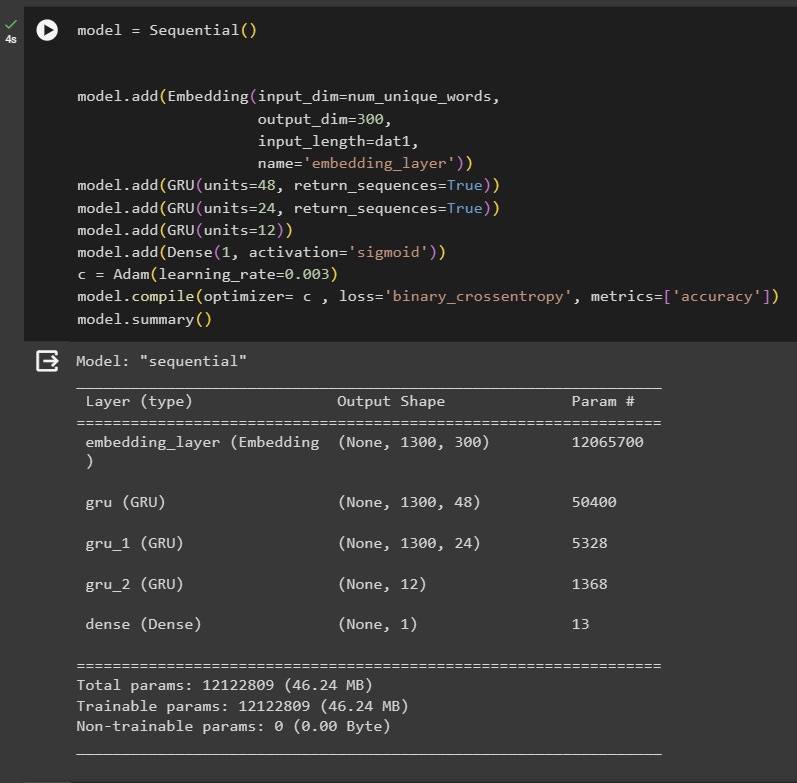 4s
model = Sequential()
model.add(Embedding(input_dim=num_unique_words,
output_dim=300,
input_length=dat1,
name='embedding_layer'))
model.add(GRU(units=48, return_sequences=True))
model.add(GRU(units=24, return_sequences=True))
model.add(GRU(units=12))
model.add(Dense(1, activation='sigmoid'))
c = Adam(learning_rate=0.003)
model.compile(optimizer= c , loss='binary_crossentropy', metrics=['accuracy'])
model.summary()
Model: "sequential"
_________________________________________________________________
Layer (type) Output Shape Param #
=================================================================
embedding_layer (Embedding (None, 1300, 300) 12065700
)
gru (GRU) (None, 1300, 48) 50400
gru_1 (GRU) (None, 1300, 24) 5328
gru_2 (GRU) (None, 12) 1368
dense (Dense) (None, 1) 13
=================================================================
Total params: 12122809 (46.24 MB)
Trainable params: 12122809 (46.24 MB)
Non-trainable params: 0 (0.00 Byte)
_________________________________________________________________